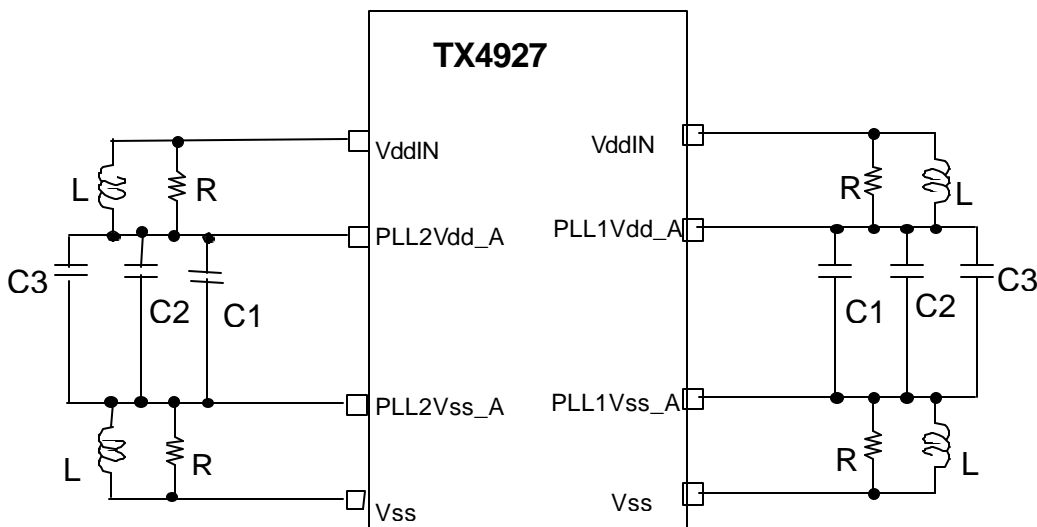 TX4927
VddIN
VddIN
L
R
R
L
PLL2Vdd_A
PLL1Vdd_A
C3
C2
C1
C1
C2
C3
PLL2Vss_A
PLL1Vss_A
L
R
R
L
Vss
Vss